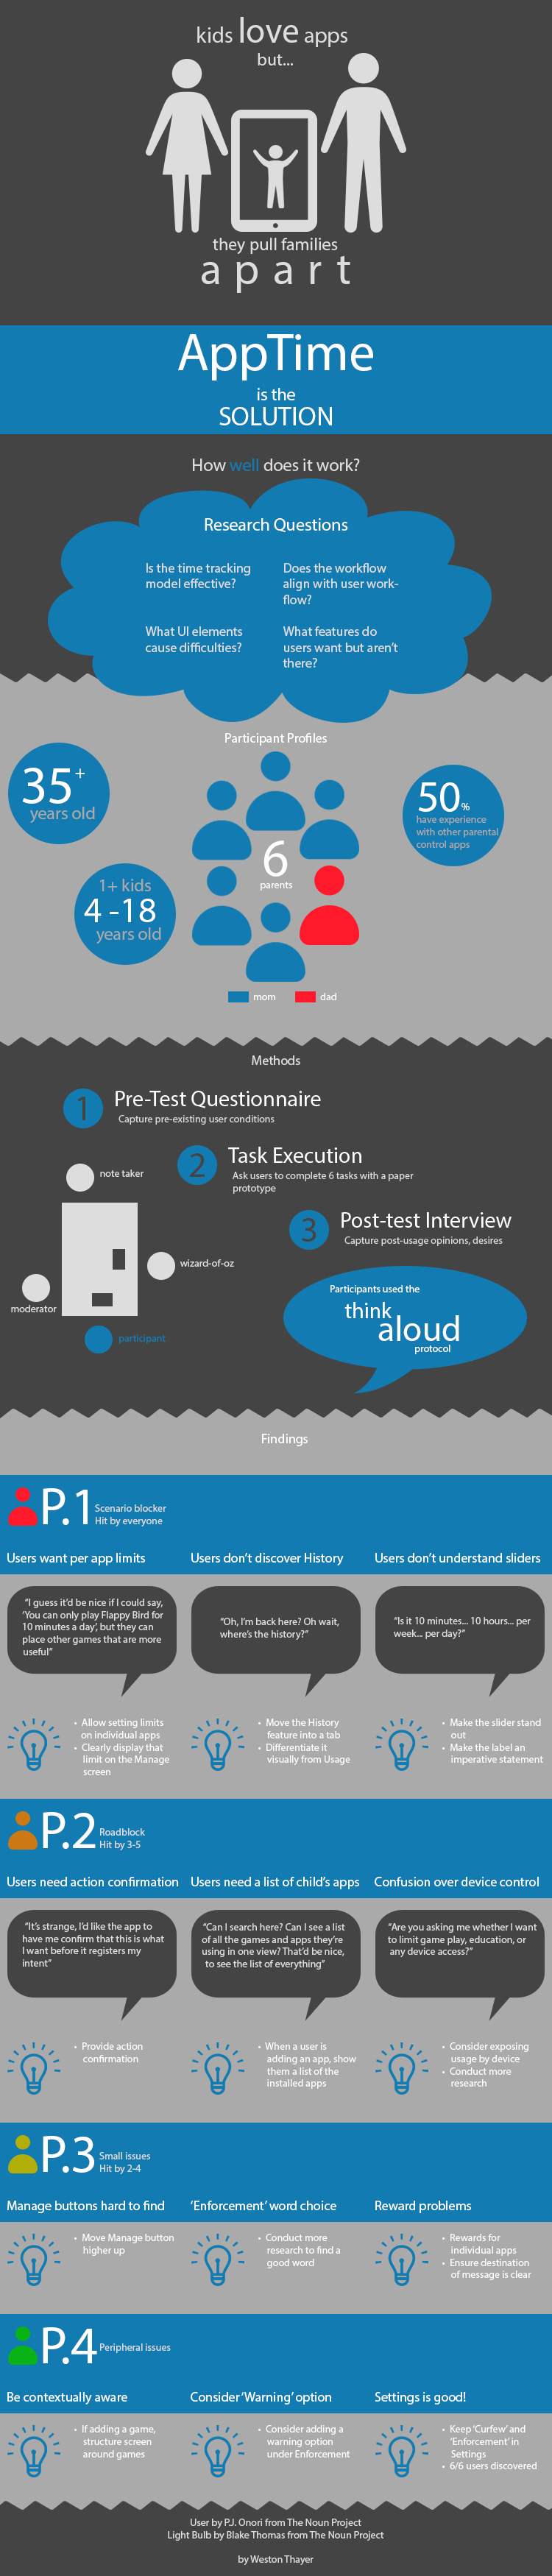 kids love apps
but...
they pull families
apart
AppTime
is the
SOLUTION
How well does it work?
Research Questions
Is the time tracking
model effective?
Does the workflow
align with user work-
flow?
What UI elements
cause difficulties?
What features do
users want but aren't
there?
Participant Profiles
35+
years old
50%
have experience
with other parental
control apps
6
parents
1+ kids
4 -18
years old
mom
dad
Methods
1
Pre-Test Questionnaire
Capture pre-existing user conditions
2
Task Execution
Ask users to complete 6 tasks with a paper
prototype
note taker
3
Post-test Interview
Capture post-usage opinions, desires
wizard-of-oz
moderator
participant
Participants used the
think
aloud
protocol
Findings
P.1
Scenario blocker
Hit by everyone
Users want per app limits
Users don't discover History
Users don't understand sliders
"I guess it'd be nice if I could say,
'You can only play Flappy Bird for
10 minutes a day', but they can
place other games that are more
useful"
"Oh, I'm back here? Oh wait,
where's the history?"
"Is it 10 minutes... 10 hours... per
week... per day?"
• Allow setting limits
on individual apps
• Clearly display that
limit on the Manage
screen
• Move the History
feature into a tab
• Differentiate it
visually from Usage
• Make the slider stand
out
• Make the label an
imperative statement
P.2
Roadblock
Hit by 3-5
Users need action confirmation
Users need a list of child's apps
Confusion over device control
"It's strange, I'd like the app to
have me confirm that this is what
I want before it registers my
intent"
"Can I search here? Can I see a list
of all the games and apps they're
using in one view? That'd be nice,
to see the list of everything"
"Are you asking me whether I want
to limit game play, education, or
any device access?"
• Provide action
confirmation
• When a user is
adding an app, show
them a list of the
installed apps
• Consider exposing
usage by device
• Conduct more
research
P.3
Small issues
Hit by 2-4
Manage buttons hard to find
'Enforcement' word choice
Reward problems
• Move Manage button
higher up
• Conduct more
research to find a
good word
• Rewards for
individual apps
• Ensure destination
of message is clear
P.4
Peripheral issues
Be contextually aware
Consider 'Warning' option
Settings is good!
• If adding a game,
structure screen
around games
• Consider adding a
warning option
under Enforcement
• Keep 'Curfew' and
'Enforcement' in
Settings
• 6/6 users discovered
User by P.J. Onori from The Noun Project
Light Bulb by Blake Thomas from The Noun Project
by Weston Thayer